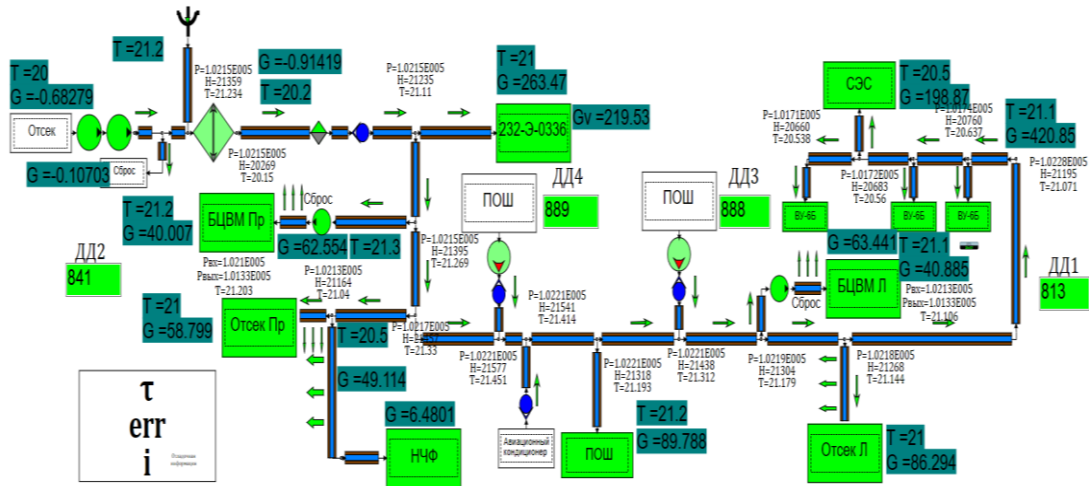 T =21.2
P=1.0215E005
H=21359
T=21.234
G =-0.91419
T =20.2
P=1.0215E005
H=21235
T=21.11
T =21
G =263.47
T =20
G =-0.68279
Отсек
232-Э-0336
Gv =219.53
G =-0.10703
Сброс
P=1.0215E005
H=20269
T=20.15
СЭС
T =20.5
G =198.87
P=1.0171E005
H=20660
T=20.538
P=1.0174E005
H=20760
T=20.637
T =21.1
G =420.85
P=1.0228E005
H=21195
T=21.071
P=1.0172E005
H=20683
T=20.56
ВУ-6Б
ВУ-6Б
ВУ-6Б
T =21.2
G =40.007
БЦВМ Пр
Сброс
G =62.554
T =21.3
P=1.0215E005
H=21395
T=21.269
ПОШ
ДД4
889
ПОШ
ДД3
888
ДД2
841
Pвх=1.021E005
Pвых=1.0133E005
T=21.203
P=1.0213E005
H=21164
T=21.04
G =63.441
БЦВМ Л
Сброс
T =21.1
G =40.885
Pвх=1.0213E005
Pвых=1.0133E005
T=21.106
ДД1
813
T =21
G =58.799
Отсек Пр
T =20.5
P=1.0217E005
T=21.33
P=1.0221E005
H=21541
T=21.414
P=1.0221E005
H=21577
T=21.451
P=1.0221E005
H=21318
T=21.193
P=1.0221E005
H=21438
T=21.312
P=1.0219E005
H=21304
T=21.179
P=1.0218E005
H=21268
T=21.144
G =49.114
G =6.4801
НЧФ
Авиационный
кондиционер
ПОШ
T =21.2
G =89.788
Отсек Л
T =21
G =86.294
τ
err
i
Отладочная
информация